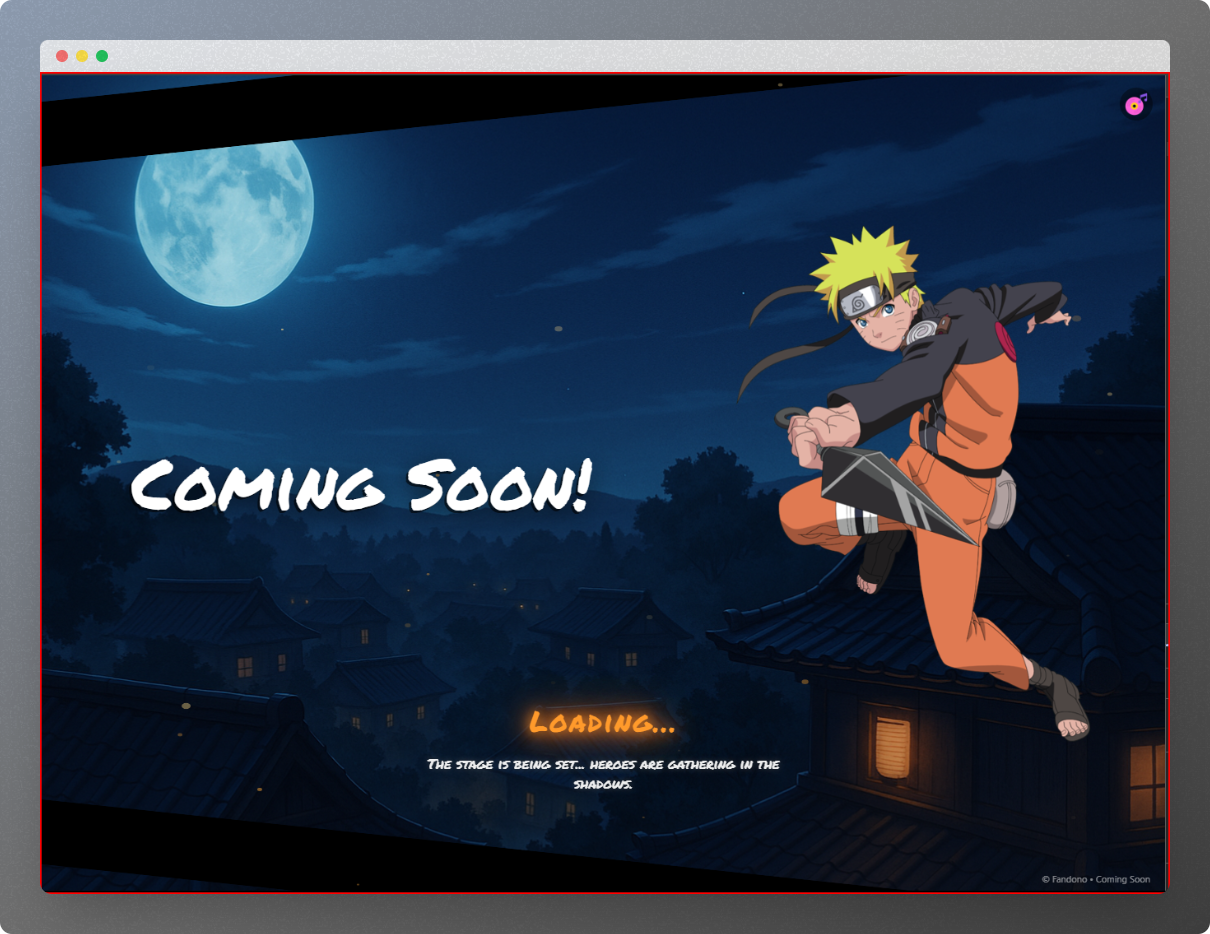 Coming Soon!
Loading...
The stage is being set... heroes are gathering in the
shadows.
© Fandono • Coming Soon